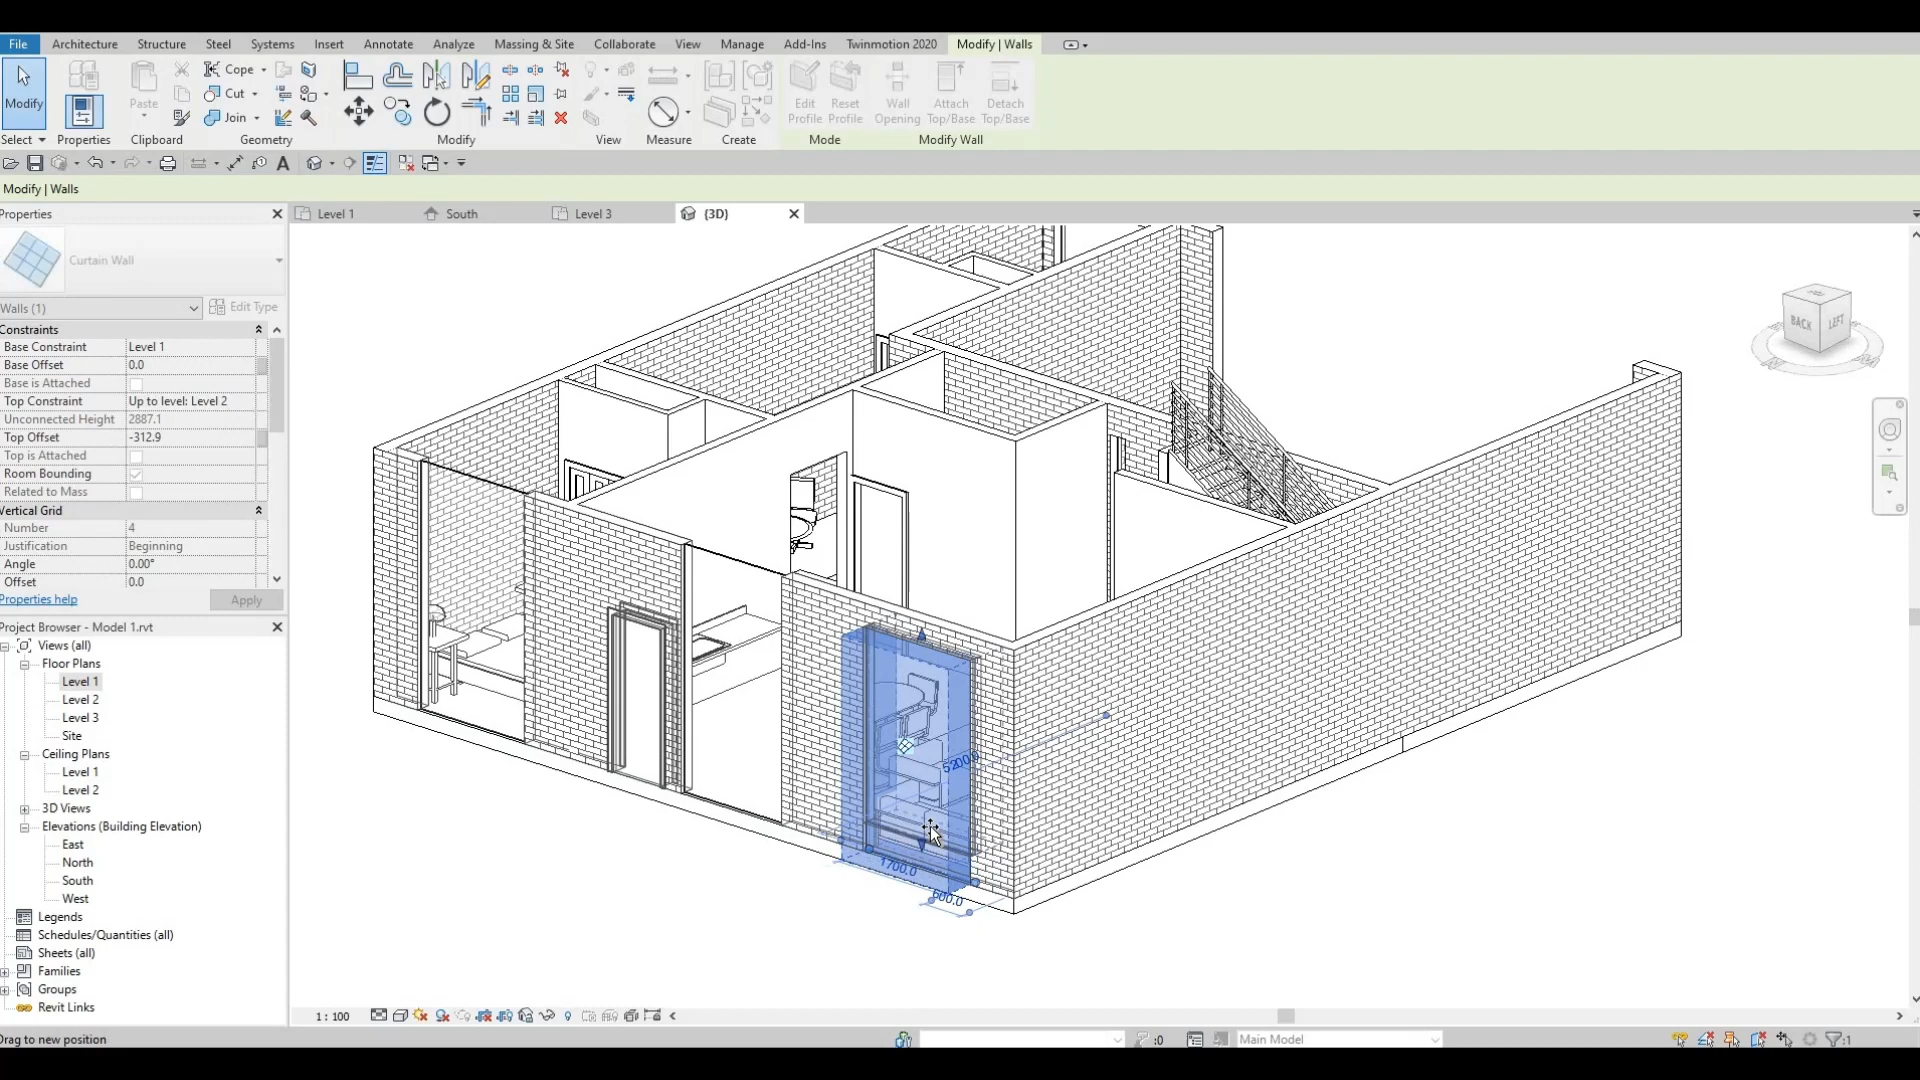 File Architecture Structure Steel Systems Insert Annotate Analyze Massing & Site Collaborate View Manage Add-Ins Twinmotion 2020 Modify | Walls
Modify
Select
Properties
Paste
Clipboard
Cope
Cut
Join
Geometry
Modify
View
Measure
Create
Edit Profile
Reset Profile
Mode
Wall Opening
Attach Top/Base
Detach Top/Base
Modify Wall
Modify | Walls
Properties
Level 1 South Level 3 {3D}
Curtain Wall
Walls (1) Edit Type
Constraints
Base Constraint Level 1
Base Offset 0.0
Base is Attached
Top Constraint Up to level: Level 2
Unconnected Height 2887.1
Top Offset -312.9
Top is Attached
Room Bounding
Related to Mass
Vertical Grid
Number 4
Justification Beginning
Angle 0.00°
Offset 0.0
Properties help Apply
Project Browser - Model 1.rvt
Views (all)
Floor Plans
Level 1
Level 2
Level 3
Site
Ceiling Plans
Level 1
Level 2
3D Views
Elevations (Building Elevation)
East
North
South
West
Legends
Schedules/Quantities (all)
Sheets (all)
Families
Groups
Revit Links
BACK LEFT
5200.0
1700.0
600.0
1 : 100
Drag to new position :0 Main Model :1